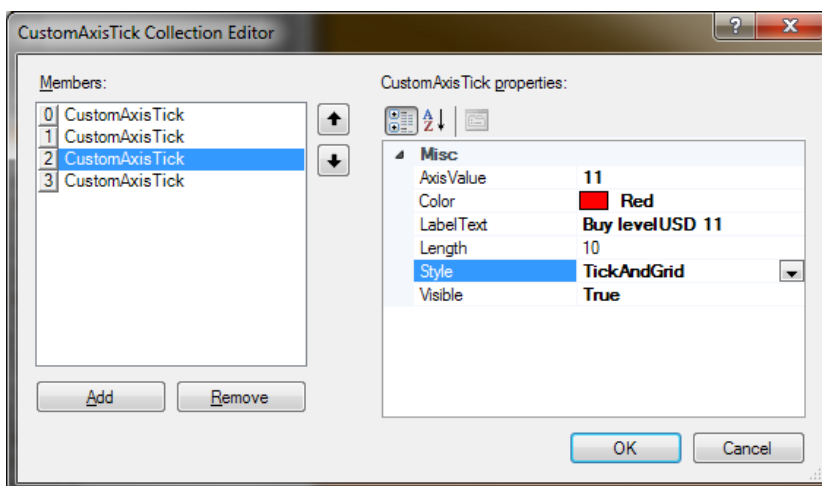 CustomAxisTick Collection Editor
Members:
0 CustomAxisTick
1 CustomAxisTick
2 CustomAxisTick
3 CustomAxisTick
Add
Remove
CustomAxisTick properties:
Misc
AxisValue 11
Color Red
LabelText Buy levelUSD 11
Length 10
Style TickAndGrid
Visible True
OK
Cancel